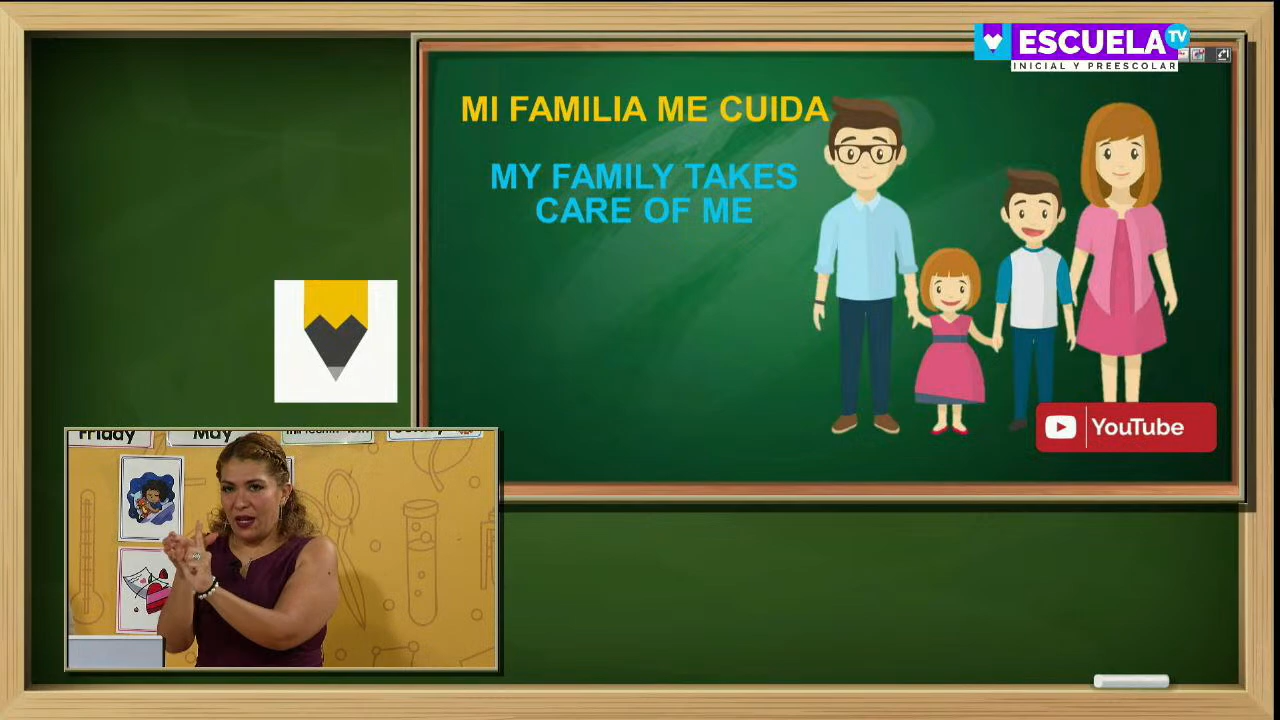 ESCUELA TV
INICIAL Y PREESCOLAR
MI FAMILIA ME CUIDA
MY FAMILY TAKES
CARE OF ME
YouTube
Friday
May